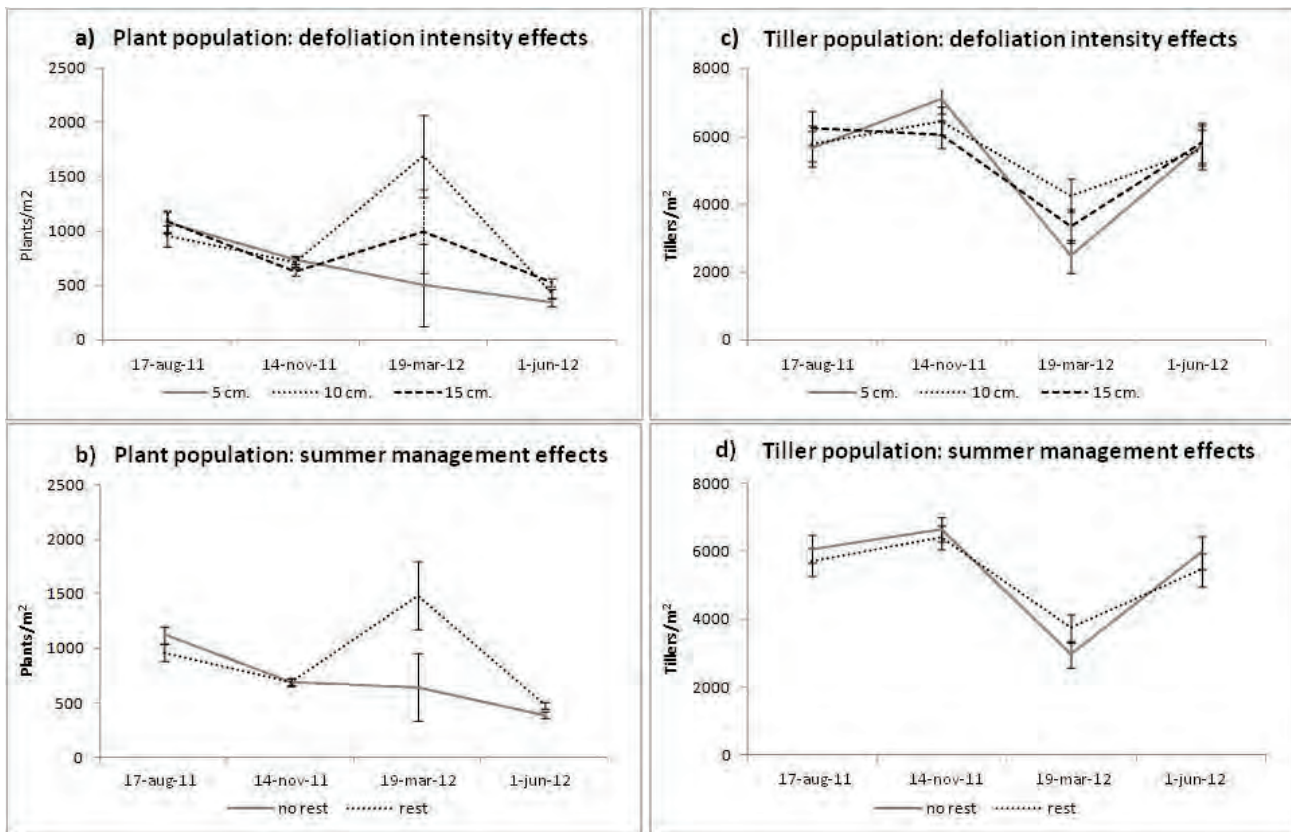 a) Plant population: defoliation intensity effects
2500
2000
1500
1000
500
0
Plants/m2
17-aug-11 14-nov-11 19-mar-12 1-jun-12
5 cm. 10 cm. 15 cm.
c) Tiller population: defoliation intensity effects
8000
6000
4000
2000
0
Tillers/m²
17-aug-11 14-nov-11 19-mar-12 1-jun-12
5 cm. 10 cm. 15 cm.
b) Plant population: summer management effects
2500
2000
1500
1000
500
0
Plants/m²
17-aug-11 14-nov-11 19-mar-12 1-jun-12
no rest rest
d) Tiller population: summer management effects
8000
6000
4000
2000
0
Tillers/m²
17-aug-11 14-nov-11 19-mar-12 1-jun-12
no rest rest